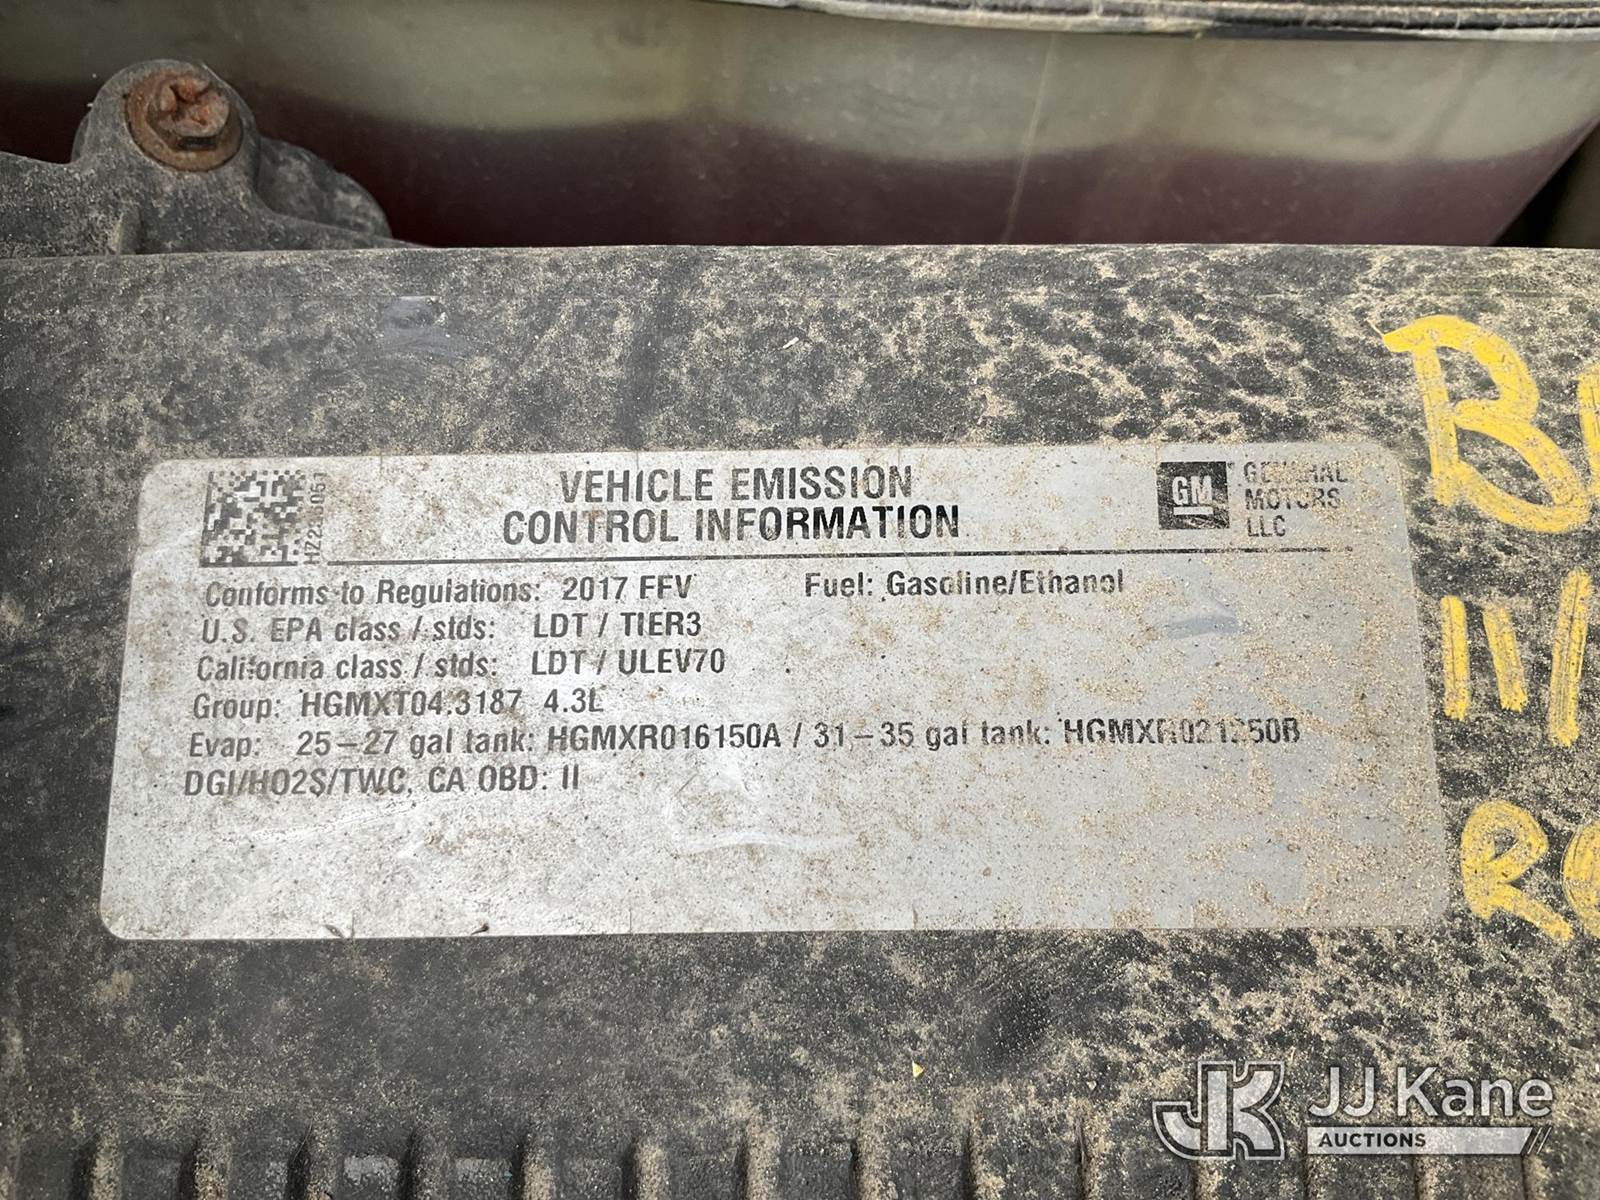 VEHICLE EMISSION
CONTROL INFORMATION
GM
GENERAL
MOTORS
LLC
Conforms to Regulations: 2017 FFV Fuel: Gasoline/Ethanol
U.S. EPA class / stds: LDT / TIER3
California class / stds: LDT / ULEV70
Group: HGMXT04.3187 4.3L
Evap: 25-27 gal tank: HGMXR016150A / 31-35 gal tank:
DGI/HO2S/TWC, CA OBD: II
JK JJ Kane
AUCTIONS